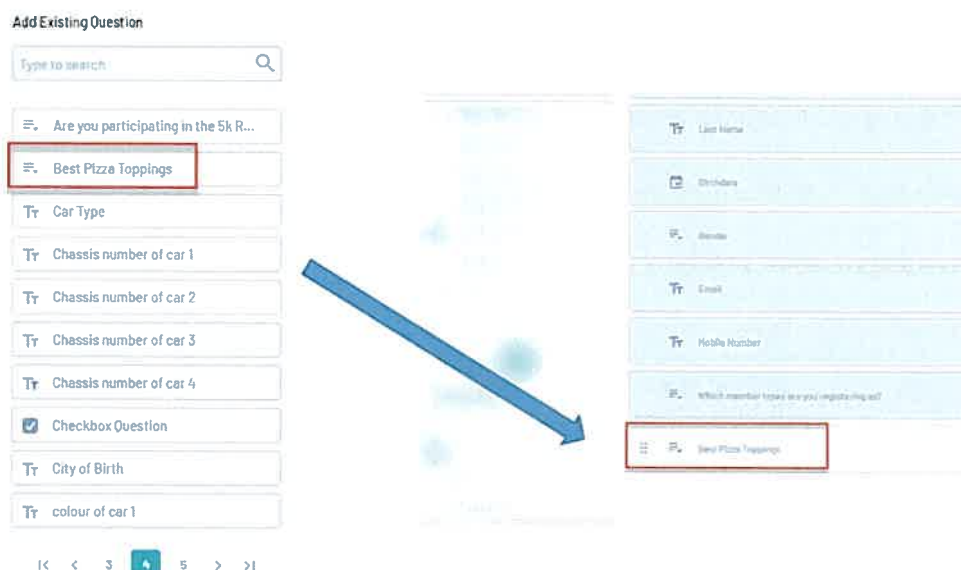 Add Existing Question
Type to search
Are you participating in the 5k R...
Best Pizza Toppings
Car Type
Chassis number of car 1
Chassis number of car 2
Chassis number of car 3
Chassis number of car 4
Checkbox Question
City of Birth
colour of car 1
3 4 5
Last Name
Birthdate
Gender
Email
Mobile Number
Which member types are you registering as?
Best Pizza Toppings